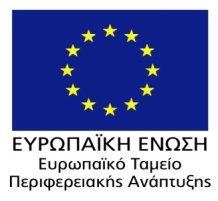 ΕΥΡΩΠΑΪΚΗ ΕΝΩΣΗ
Ευρωπαϊκό Ταμείο
Περιφερειακής Ανάπτυξης